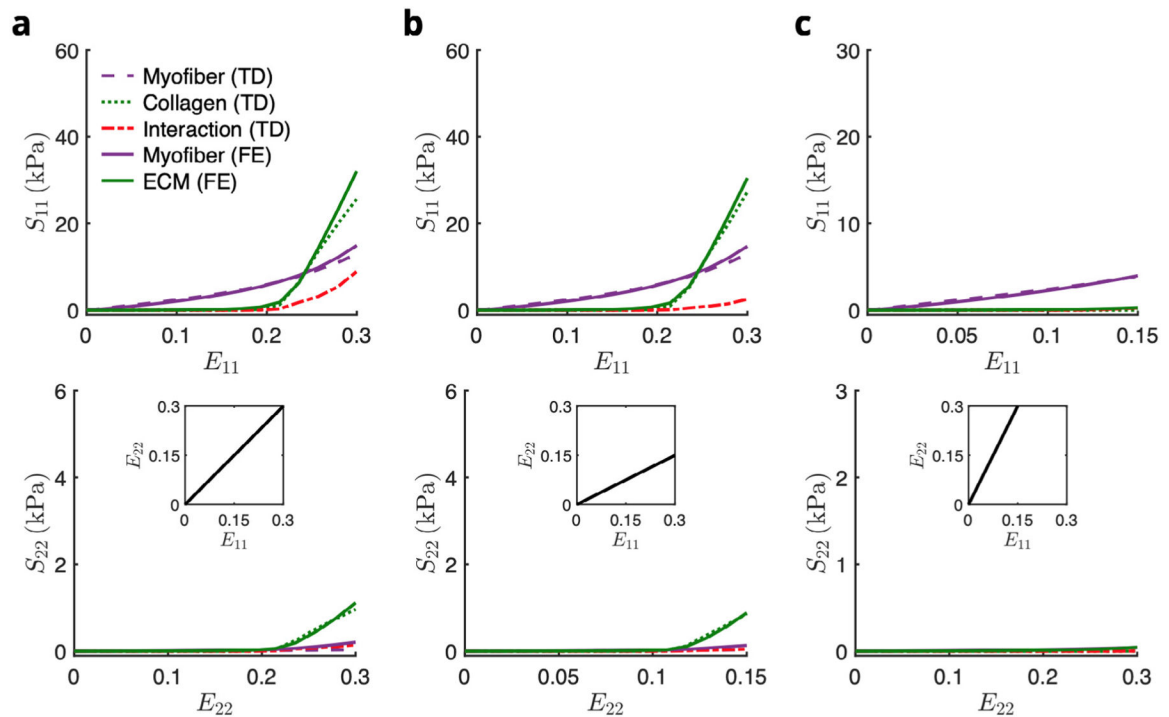 a
b
c
60
40
20
0
S11 (kPa)
Myofiber (TD)
Collagen (TD)
Interaction (TD)
Myofiber (FE)
ECM (FE)
0
0.1
0.2
0.3
E11
60
40
20
0
S11 (kPa)
0
0.1
0.2
0.3
E11
30
20
10
0
S11 (kPa)
0
0.05
0.1
0.15
E11
6
4
2
0
S22 (kPa)
0.3
0.15
0
E22
0
0.15
0.3
E11
0
0.1
0.2
0.3
E22
6
4
2
0
S22 (kPa)
0.3
0.15
0
E22
0
0.15
0.3
E11
0
0.05
0.1
0.15
E22
3
2
1
0
S22 (kPa)
0.3
0.15
0
E22
0
0.15
0.3
E11
0
0.1
0.2
0.3
E22